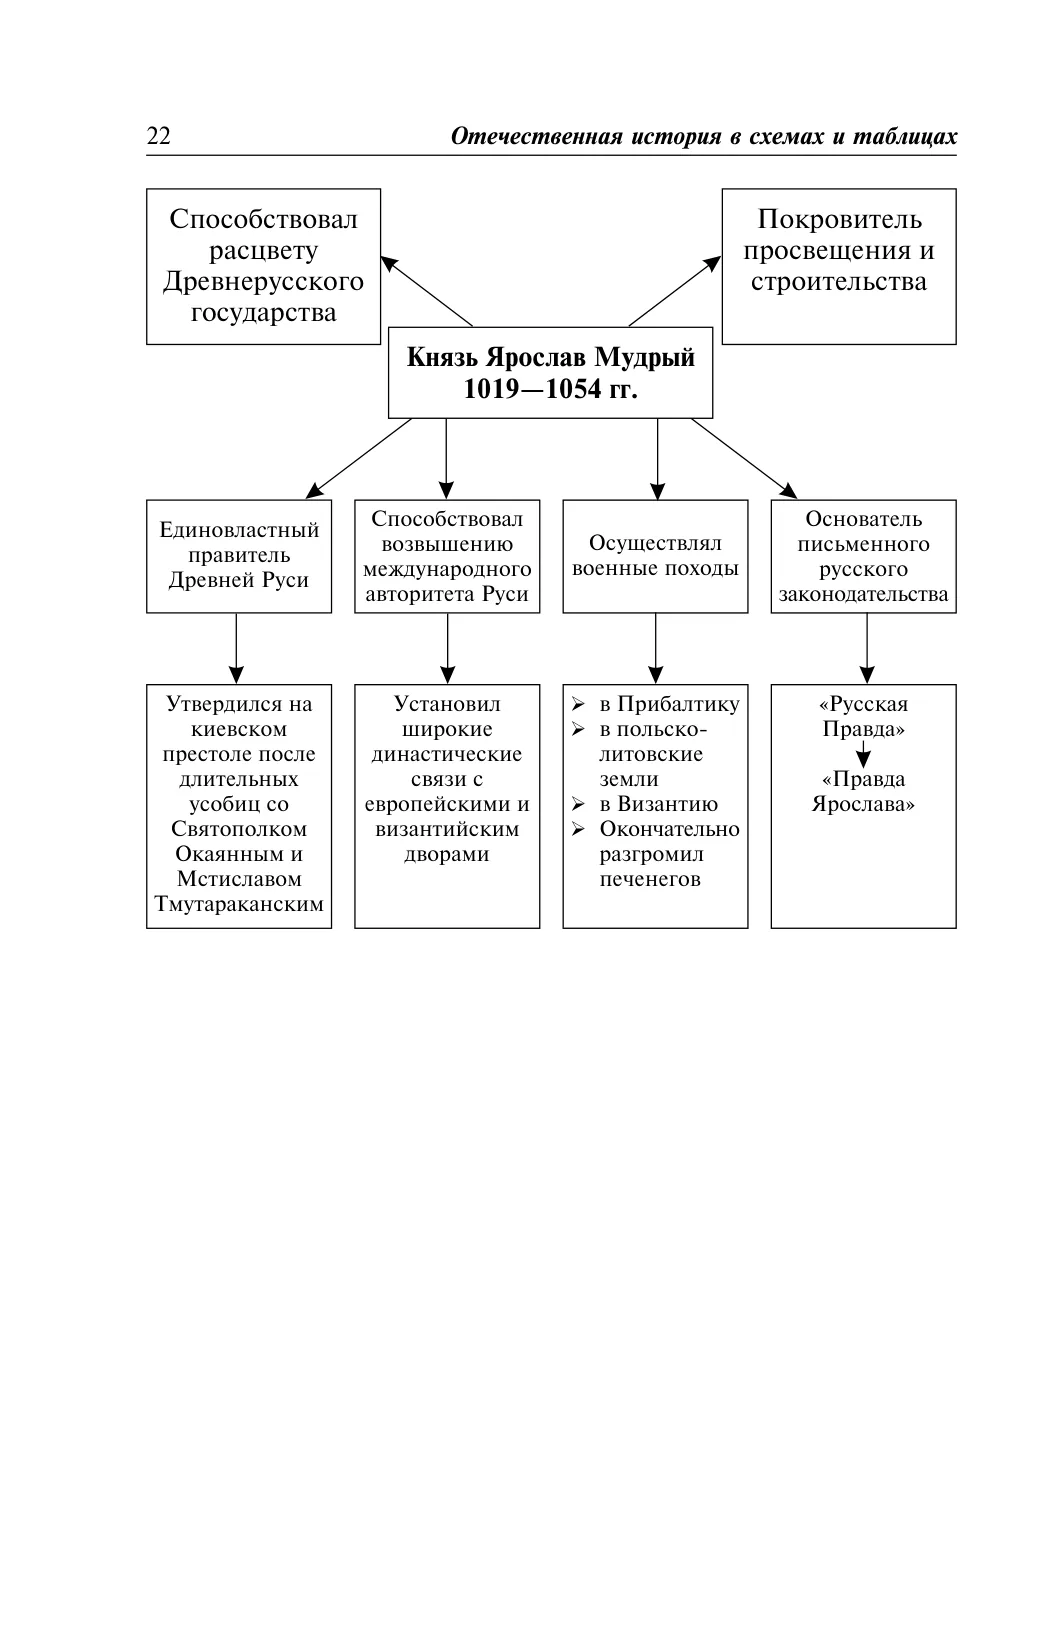 22
Отечественная история в схемах и таблицах
Способствовал
расцвету
Древнерусского
государства
Покровитель
просвещения и
строительства
Князь Ярослав Мудрый
1019—1054 гг.
Единовластный
правитель
Древней Руси
Способствовал
возвышению
международного
авторитета Руси
Осуществлял
военные походы
Основатель
письменного
русского
законодательства
Утвердился на
киевском
престоле после
длительных
усобиц со
Святополком
Окаянным и
Мстиславом
Тмутараканским
Установил
широкие
династические
связи с
европейскими и
византийским
дворами
➢ в Прибалтику
➢ в польско-
литовские
земли
➢ в Византию
➢ Окончательно
разгромил
печенегов
«Русская
Правда»
«Правда
Ярослава»